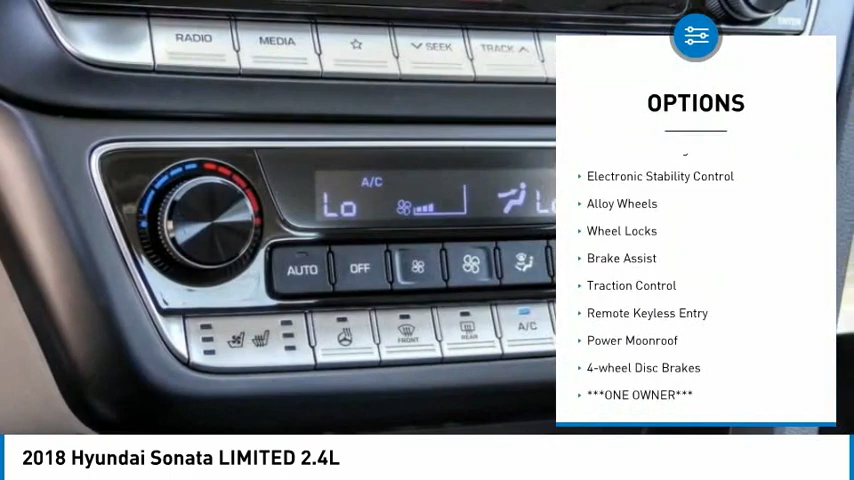 ENTER
RADIO
MEDIA
SEEK
TRACK
OPTIONS
Electronic Stability Control
Alloy Wheels
Wheel Locks
Brake Assist
Traction Control
Remote Keyless Entry
Power Moonroof
4-wheel Disc Brakes
***ONE OWNER***
A/C
Lo
Lo
AUTO
OFF
FRONT
REAR
A/C
2018 Hyundai Sonata LIMITED 2.4L